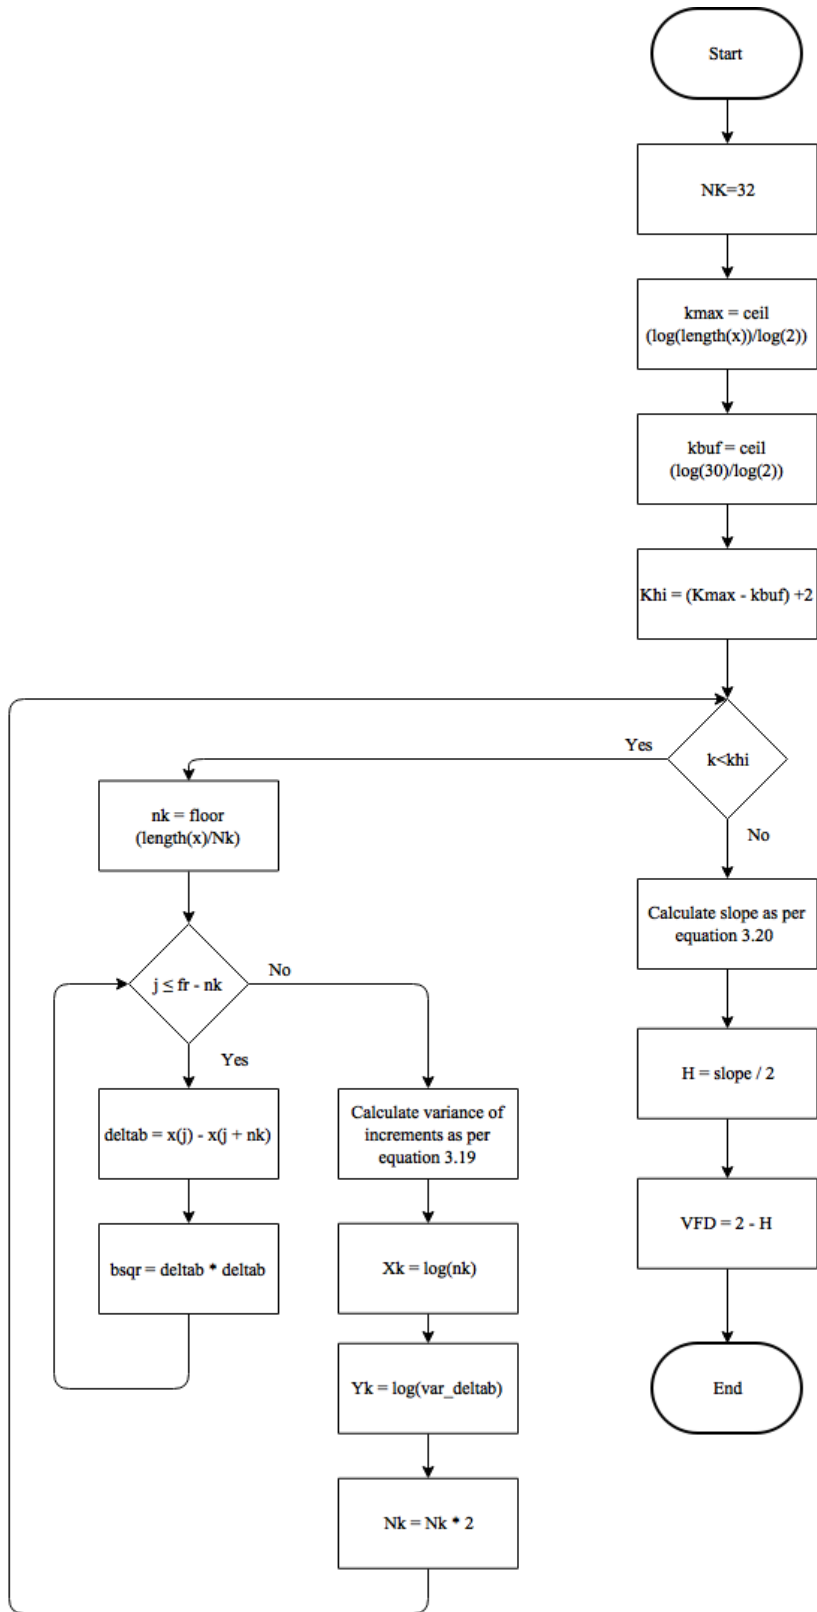 Start
NK=32
kmax = ceil
(log(length(x))/log(2))
kbuf = ceil
(log(30)/log(2))
Khi = (Kmax - kbuf) +2
k<khi
Yes
No
nk = floor
(length(x)/Nk)
j ≤ fr - nk
No
Yes
deltab = x(j) - x(j + nk)
bsqr = deltab * deltab
Calculate variance of
increments as per
equation 3.19
Xk = log(nk)
Yk = log(var_deltab)
Nk = Nk * 2
Calculate slope as per
equation 3.20
H = slope / 2
VFD = 2 - H
End